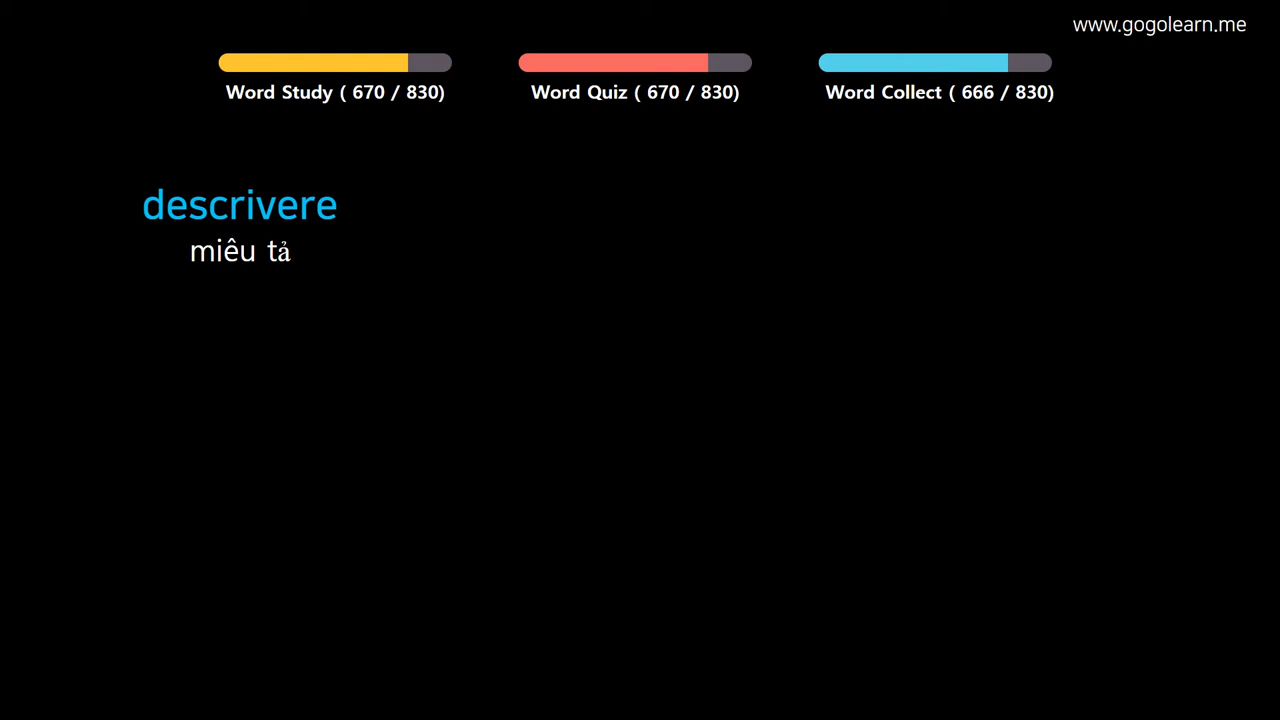 www.gogolearn.me
Word Study ( 670 / 830)
Word Quiz ( 670 / 830)
Word Collect ( 666 / 830)
descrivere
miêu tả